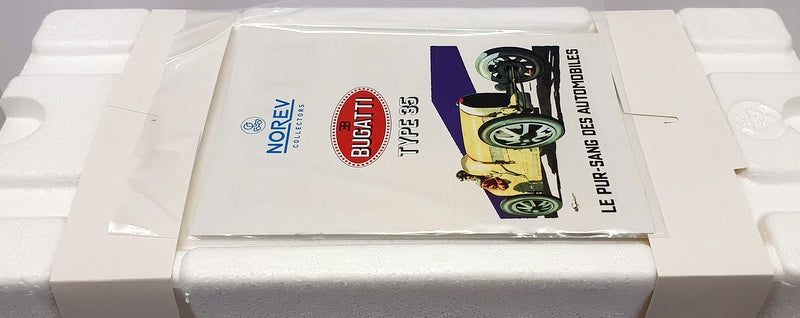 NOREV
COLLECTORS
BUGATTI
TYPE 35
LE PUR-SANG DES AUTOMOBILES